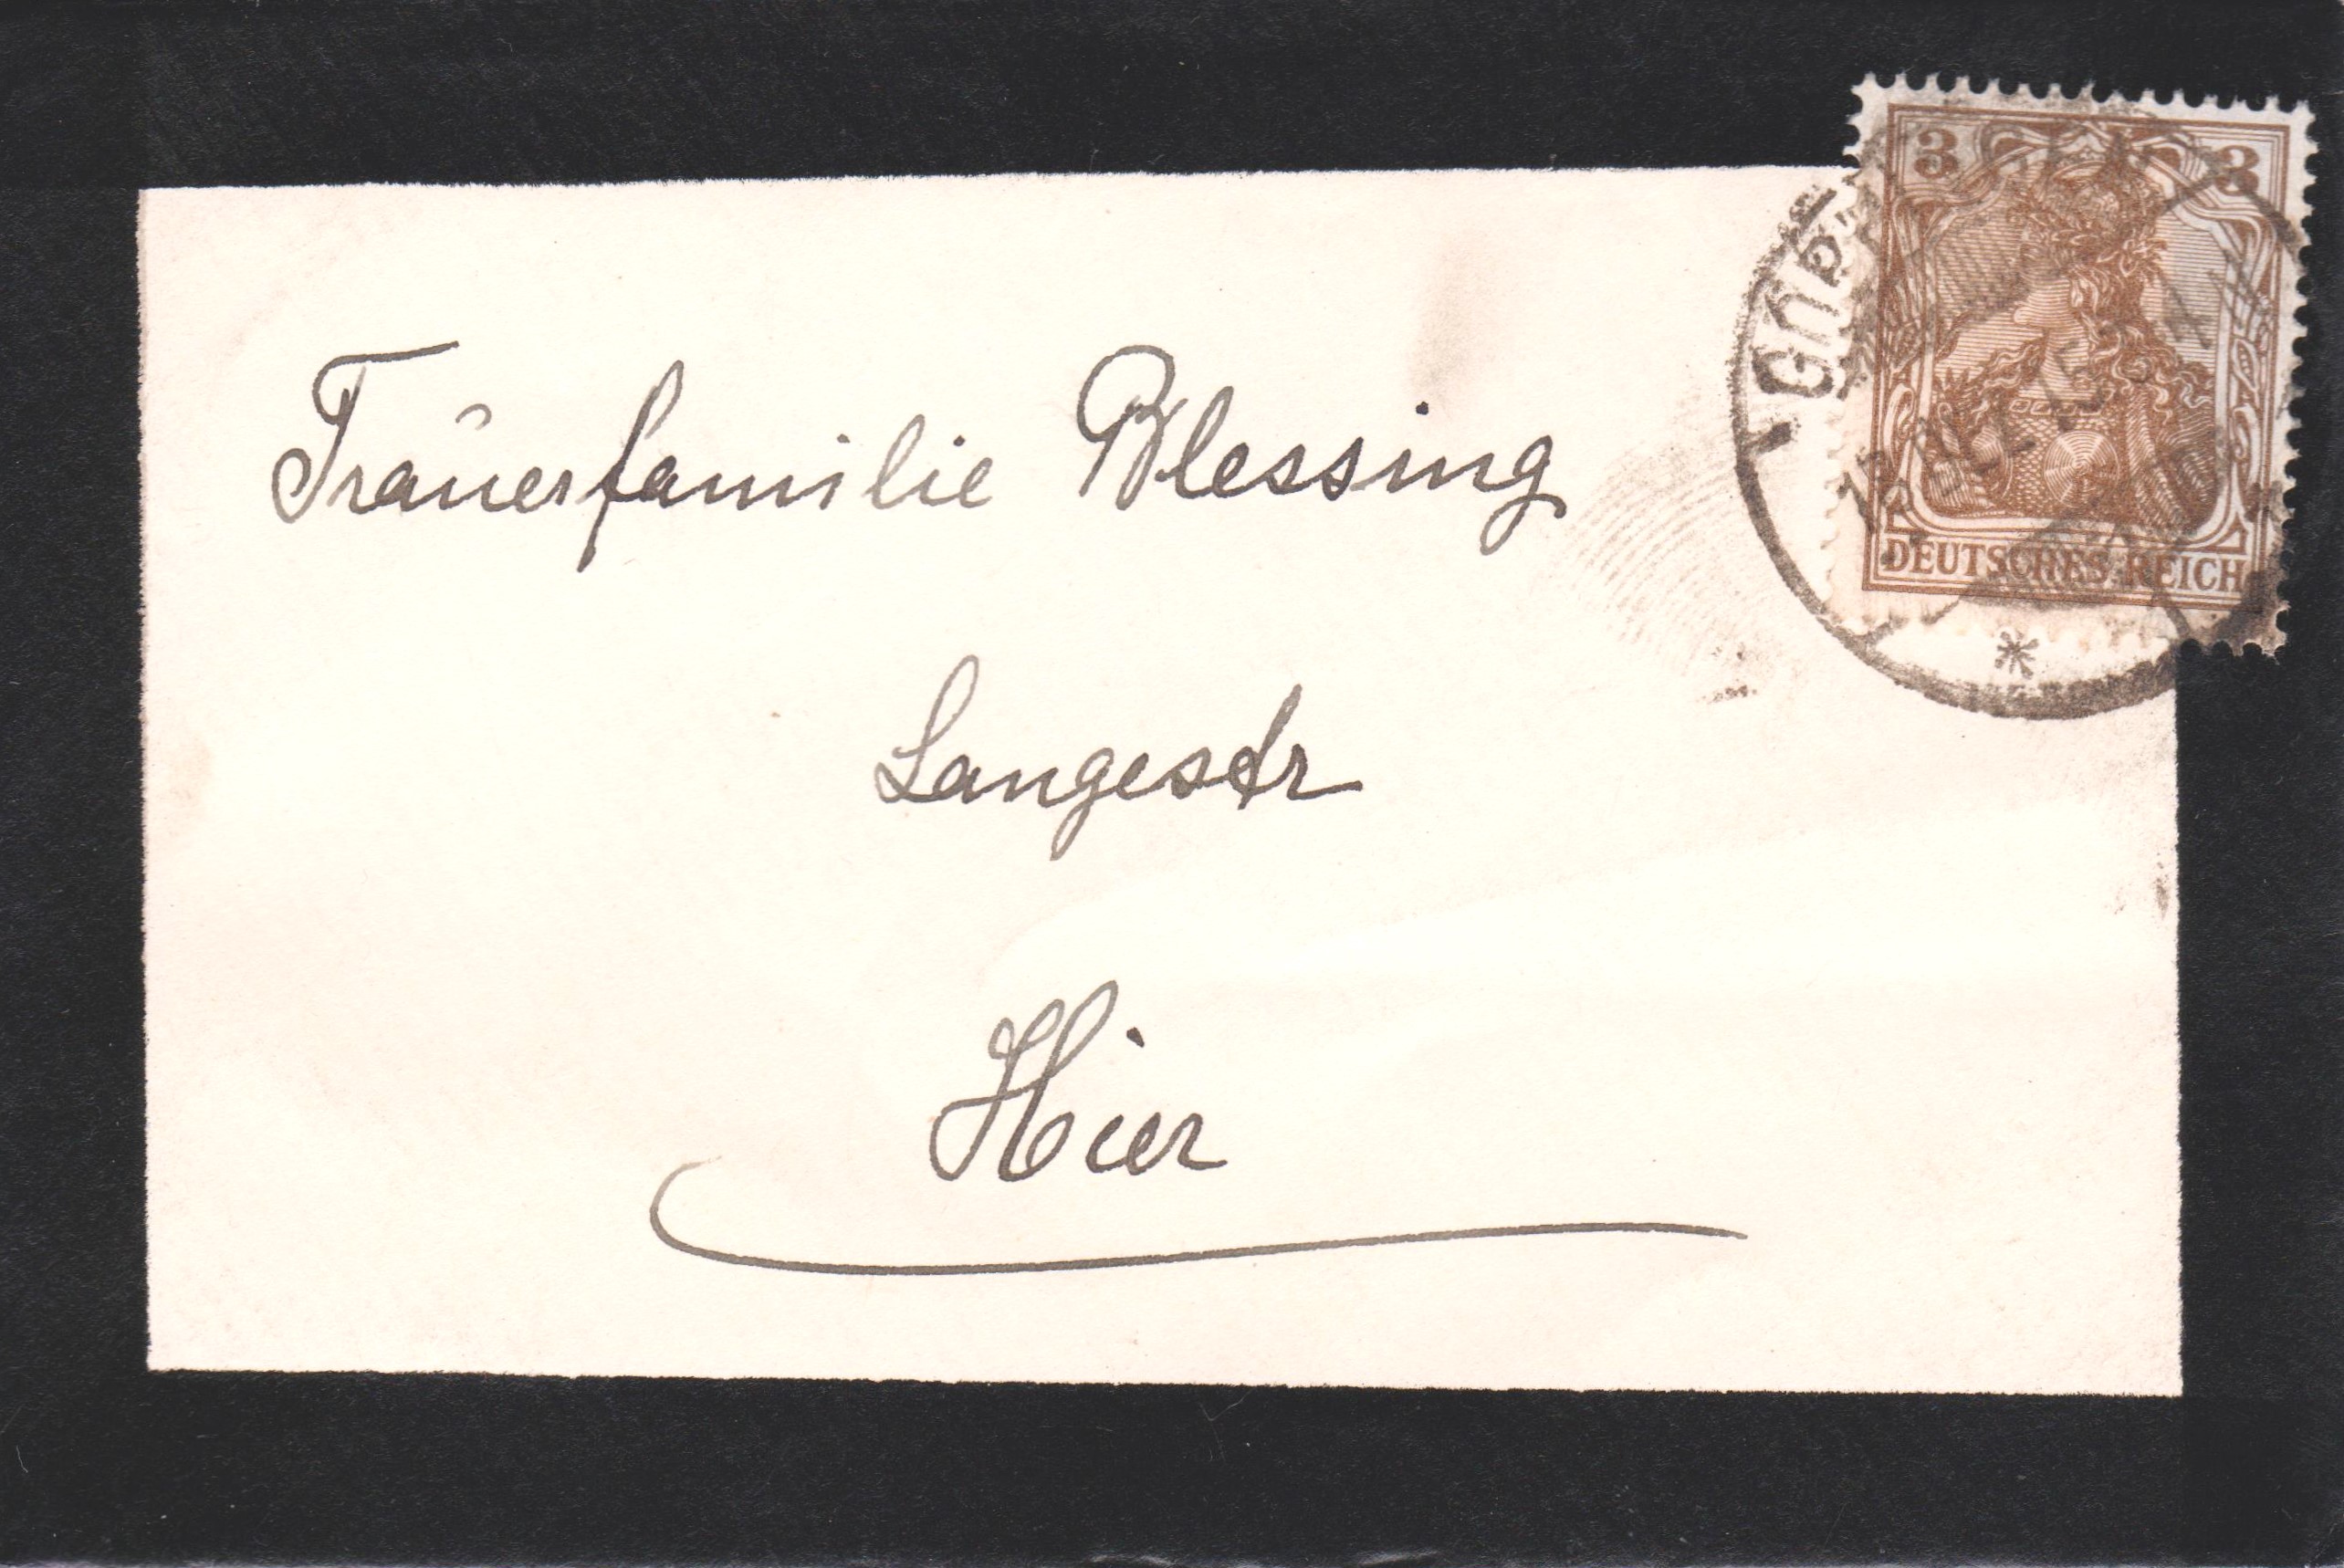 3 3
DEUTSCHES REICH
Trauerfamilie Blessing
Langestr
Hier